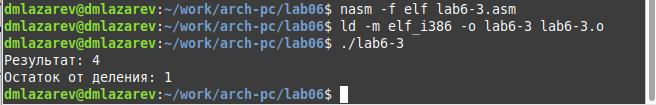 dmlazarev@dmlazarev:~/work/arch-pc/lab06$ nasm -f elf lab6-3.asm
dmlazarev@dmlazarev:~/work/arch-pc/lab06$ ld -m elf_i386 -o lab6-3 lab6-3.o
dmlazarev@dmlazarev:~/work/arch-pc/lab06$ ./lab6-3
Результат: 4
Остаток от деления: 1
dmlazarev@dmlazarev:~/work/arch-pc/lab06$